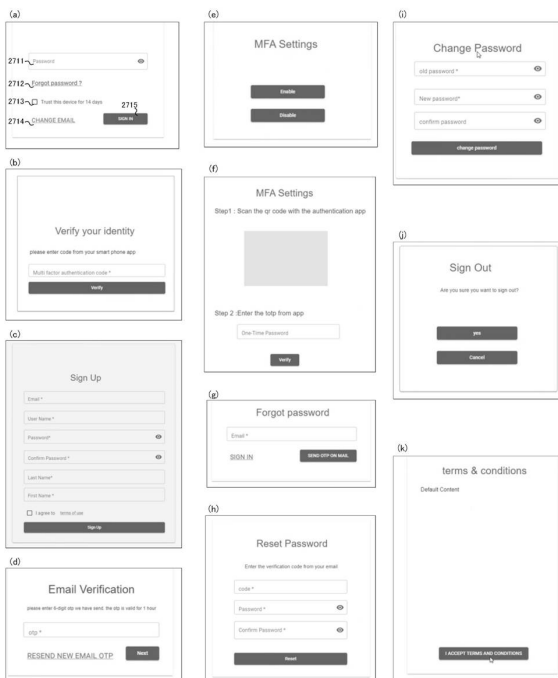 (a)
2711
Password
2712
Forgot password ?
2713
Trust this device for 14 days
2714
CHANGE EMAIL
2715
SIGN IN
(b)
Verify your identity
please enter code from your smart phone app
Multi factor authentication code *
Verify
(c)
Sign Up
Email *
User Name *
Password*
Confirm Password *
Last Name*
First Name *
I agree to terms of use
Sign Up
(d)
Email Verification
please enter 6-digit otp we have send. the otp is valid for 1 hour
otp *
RESEND NEW EMAIL OTP
Next
(e)
MFA Settings
Enable
Disable
(f)
MFA Settings
Step1 : Scan the qr code with the authentication app
Step 2 :Enter the totp from app
One-Time Password
Verify
(g)
Forgot password
Email *
SIGN IN
SEND OTP ON MAIL
(h)
Reset Password
Enter the verification code from your email
code *
Password *
Confirm Password *
Reset
(i)
Change Password
old password *
New password*
confirm password
change password
(j)
Sign Out
Are you sure you want to sign out?
yes
Cancel
(k)
terms & conditions
Default Content
I ACCEPT TERMS AND CONDITIONS